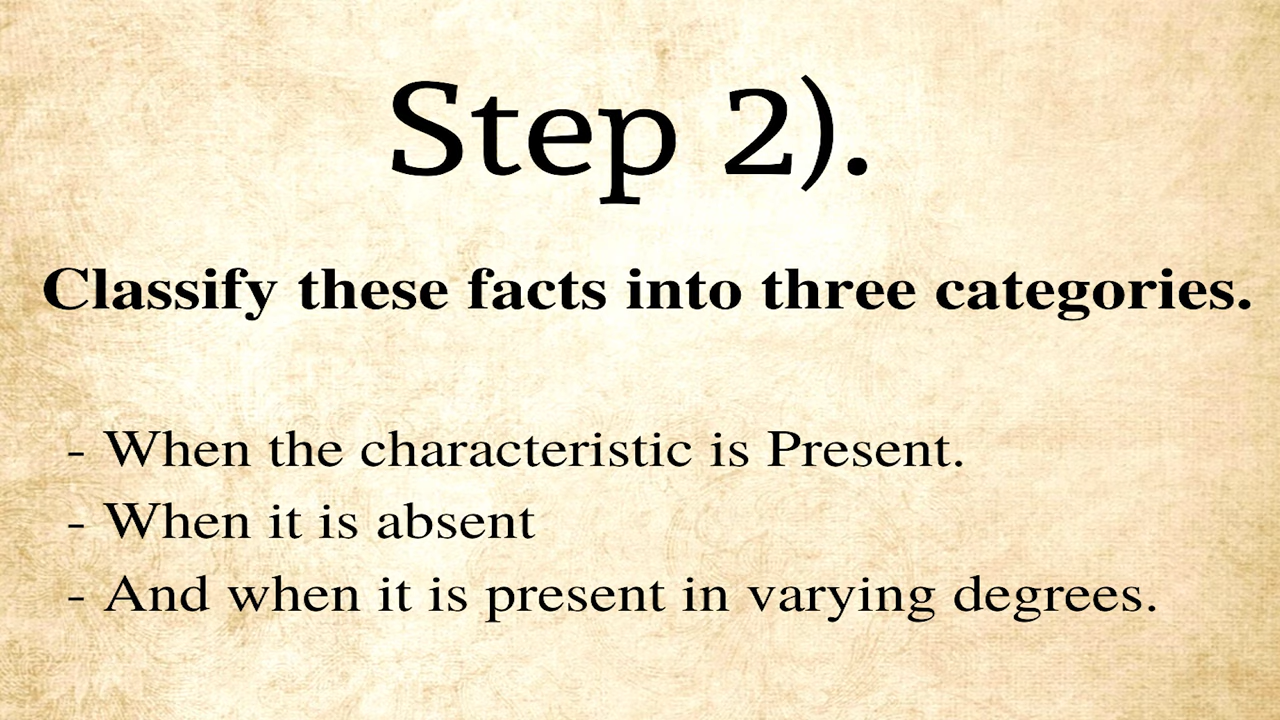 Step 2).
Classify these facts into three categories.
- When the characteristic is Present.
- When it is absent
- And when it is present in varying degrees.